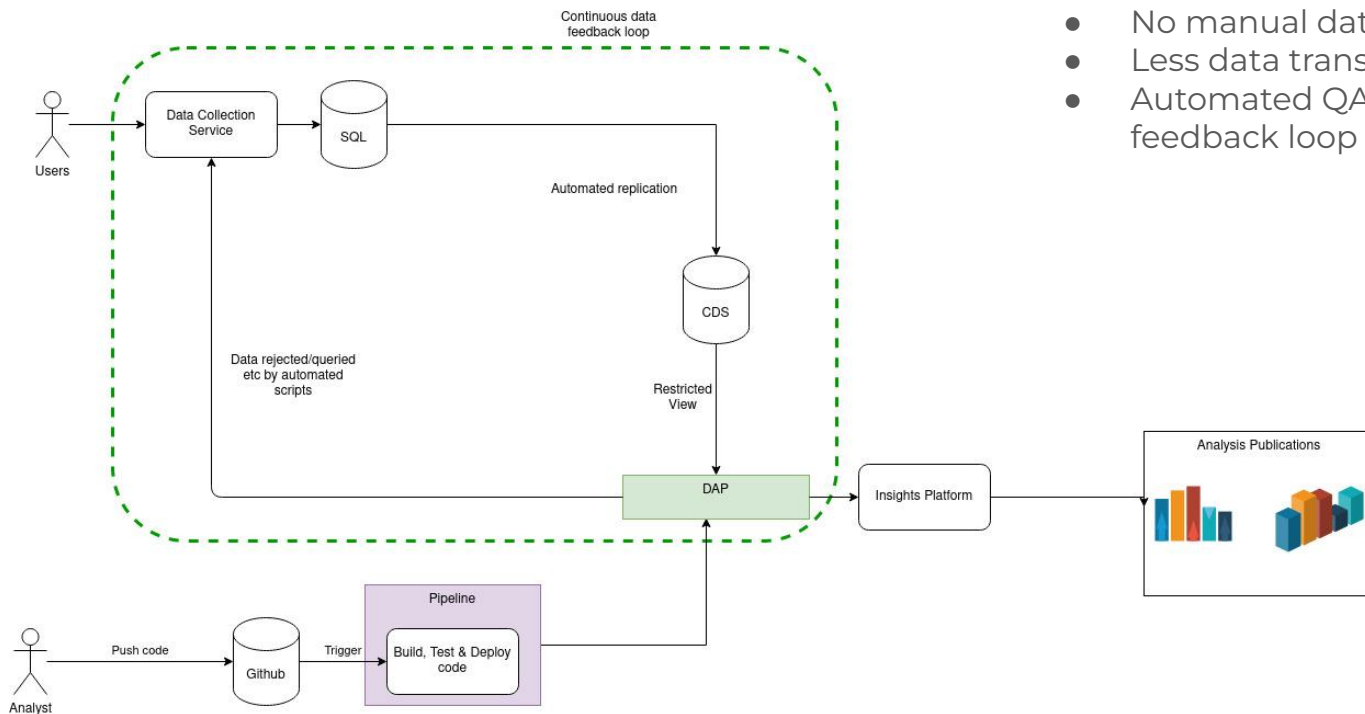 Continuous data
feedback loop
● No manual dat
● Less data trans
● Automated QA
feedback loop
Users
Data Collection
Service
SQL
Automated replication
CDS
Data rejected/queried
etc by automated
scripts
Restricted
View
DAP
Insights Platform
Analysis Publications
Pipeline
Analyst
Push code
Github
Trigger
Build, Test & Deploy
code